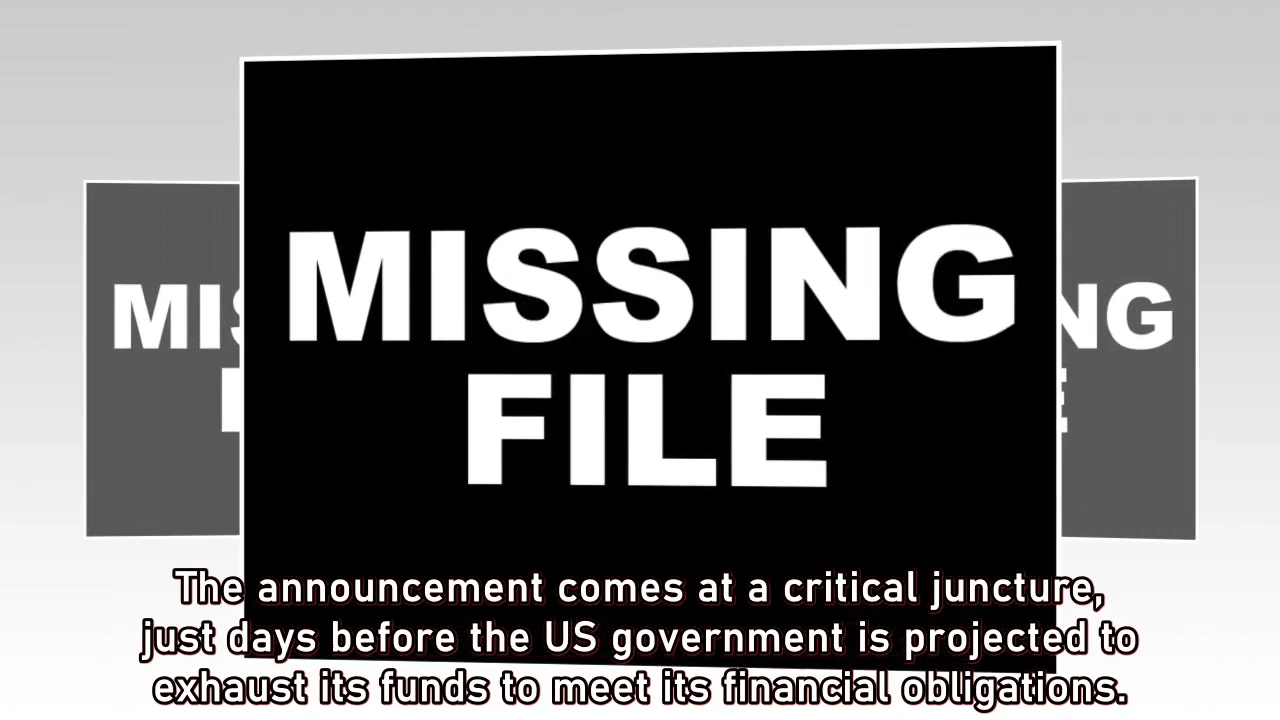 MISSING
FILE
The announcement comes at a critical juncture,
just days before the US government is projected to
exhaust its funds to meet its financial obligations.